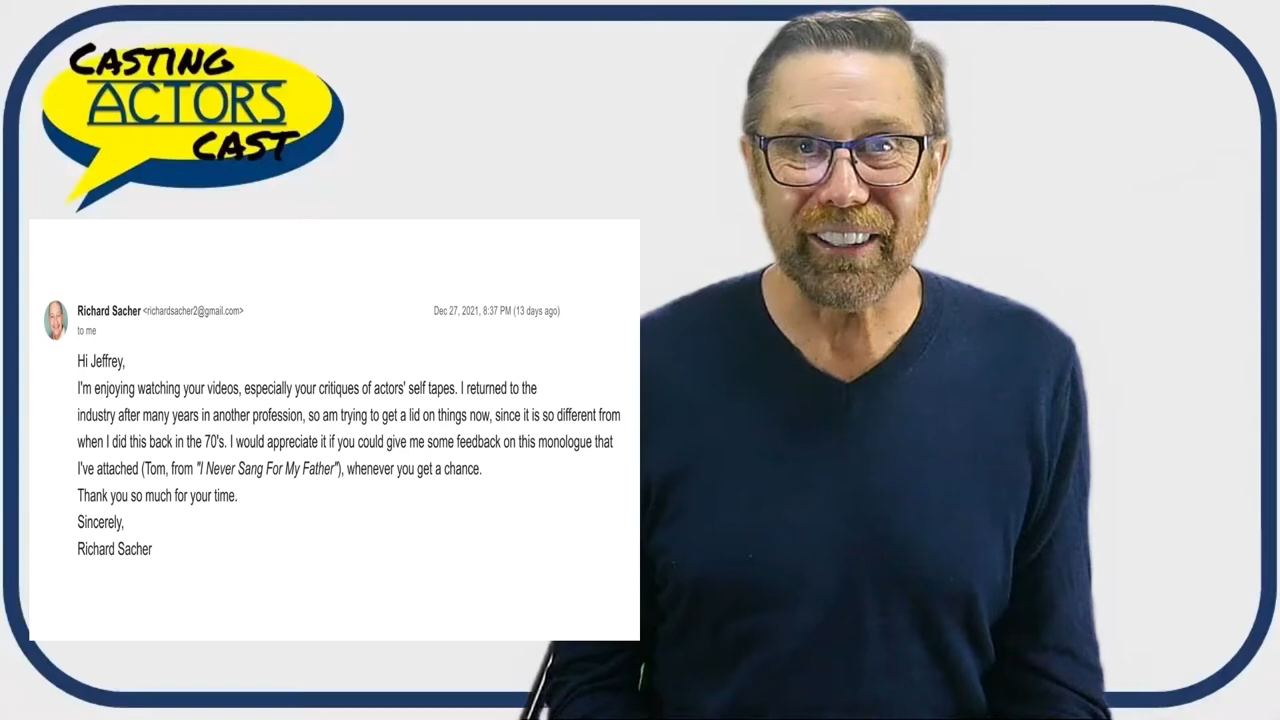 CASTING
ACTORS
CAST
Richard Sacher <richardsacher2@gmail.com> Dec 27, 2021, 8:37 PM (13 days ago)
to me
Hi Jeffrey,
I'm enjoying watching your videos, especially your critiques of actors' self tapes. I returned to the
industry after many years in another profession, so am trying to get a lid on things now, since it is so different from
when I did this back in the 70's. I would appreciate it if you could give me some feedback on this monologue that
I've attached (Tom, from "I Never Sang For My Father"), whenever you get a chance.
Thank you so much for your time.
Sincerely,
Richard Sacher